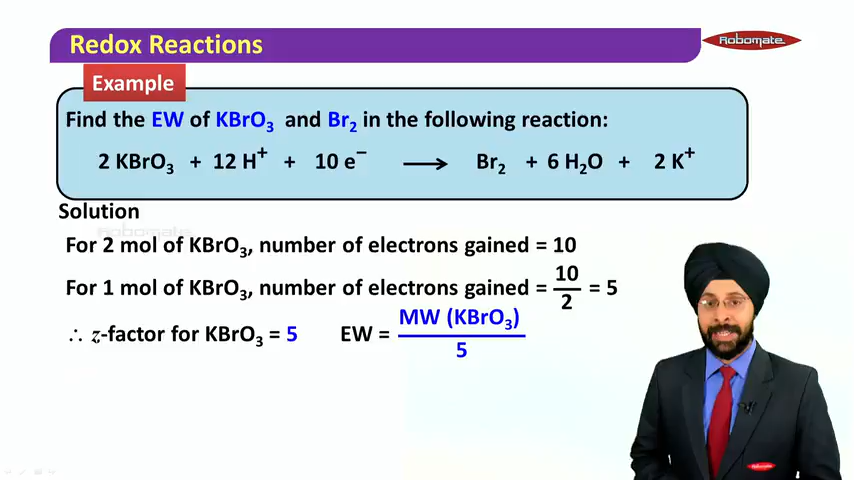 Redox Reactions
Robomate
Example
Find the EW of KBrO₃ and Br₂ in the following reaction:
2 KBrO₃ + 12 H⁺ + 10 e⁻ ⟶ Br₂ + 6 H₂O + 2 K⁺
Solution
Robomate
For 2 mol of KBrO₃, number of electrons gained = 10
For 1 mol of KBrO₃, number of electrons gained = 10/2 = 5
∴ z-factor for KBrO₃ = 5 EW = MW (KBrO₃)/5
Robomate